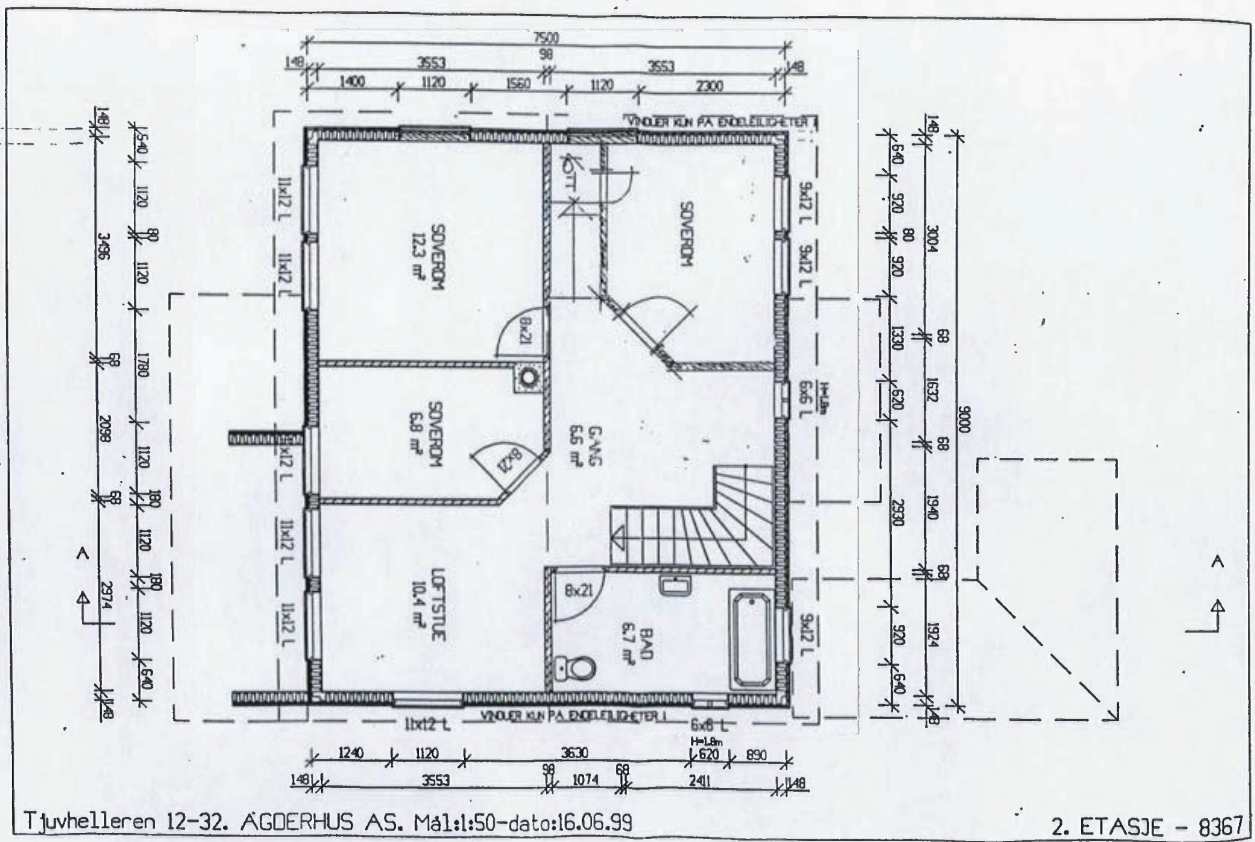 7500
98
148 3553 3553 148
1400 1120 1560 1120 2300
VINDUER KUN PÅ ENDELEILIGHETER !
148 3496 69 2098 69 2974 148
540 1120 80 1120 1780 1120 180 1120 180 1120 640
11x12 L
11x12 L
x12 L
11x12 L
11x12 L
SOVEROM
12.3 m²
SOVEROM
8x21
SOVEROM
6.8 m²
8x21
GANG
6.6 m²
LOFTSTUE
10.4 m²
8x21
BAD
6.7 m²
9x12 L
9x12 L
H=1.8m
6x6 L
9x12 L
640 920 80 920 1330 620 2930 920 640
148 3004 68 1632 68 1940 68 1924 148
9000
A
A
VINDUER KUN PÅ ENDELEILIGHETER !
11x12 L
6x6 L
H=1.8m
1240 1120 3630 620 890
98 68
148 3553 1074 2411 148
Tjuvhelleren 12-32. AGDERHUS AS. Mål:1:50-dato:16.06.99
2. ETASJE - 8367